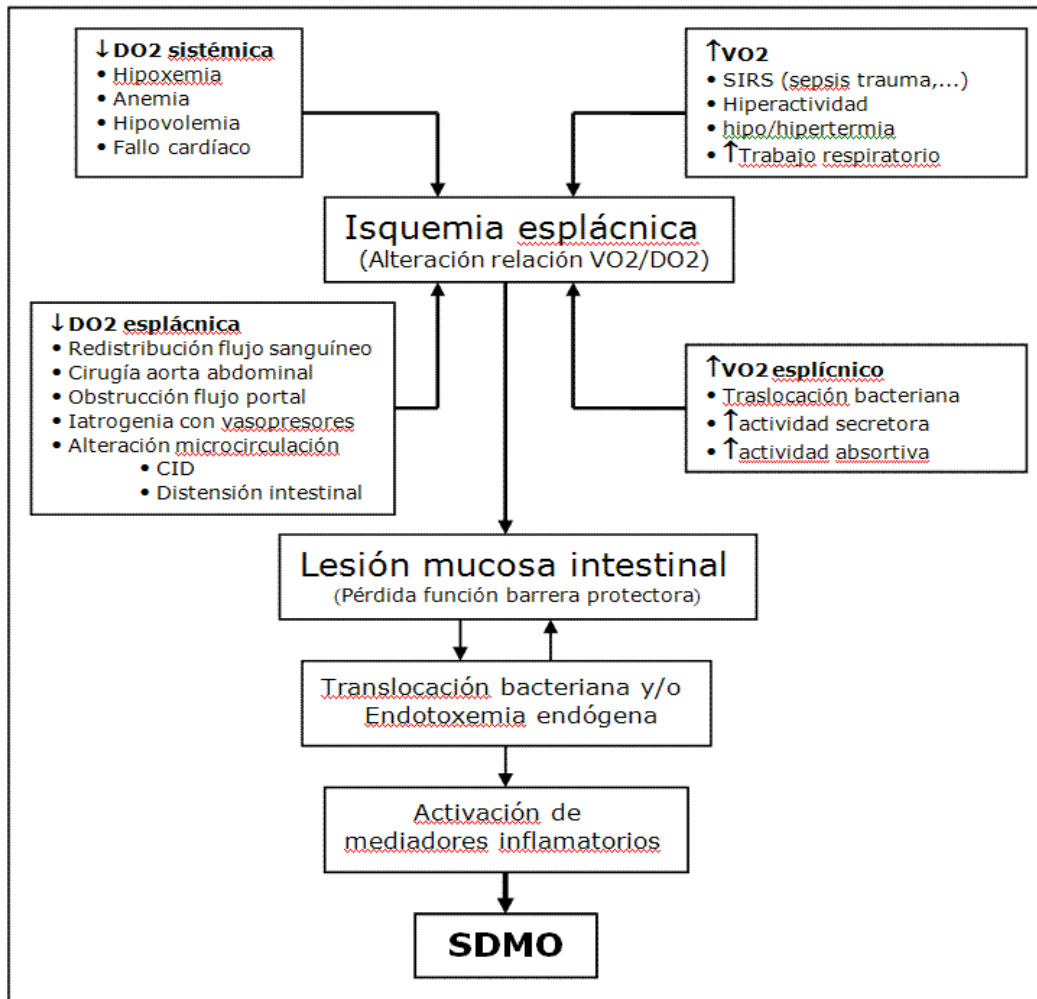 ↓DO2 sistémica
• Hipoxemia
• Anemia
• Hipovolemia
• Fallo cardíaco
↑VO2
• SIRS (sepsis trauma,...)
• Hiperactividad
• hipo/hipertermia
• ↑Trabajo respiratorio
Isquemia esplácnica
(Alteración relación VO2/DO2)
↓DO2 esplácnica
• Redistribución flujo sanguíneo
• Cirugía aorta abdominal
• Obstrucción flujo portal
• Iatrogenia con vasopresores
• Alteración microcirculación
• CID
• Distensión intestinal
↑VO2 esplícnico
• Traslocación bacteriana
• ↑actividad secretora
• ↑actividad absortiva
Lesión mucosa intestinal
(Pérdida función barrera protectora)
Translocación bacteriana y/o
Endotoxemia endógena
Activación de
mediadores inflamatorios
SDMO